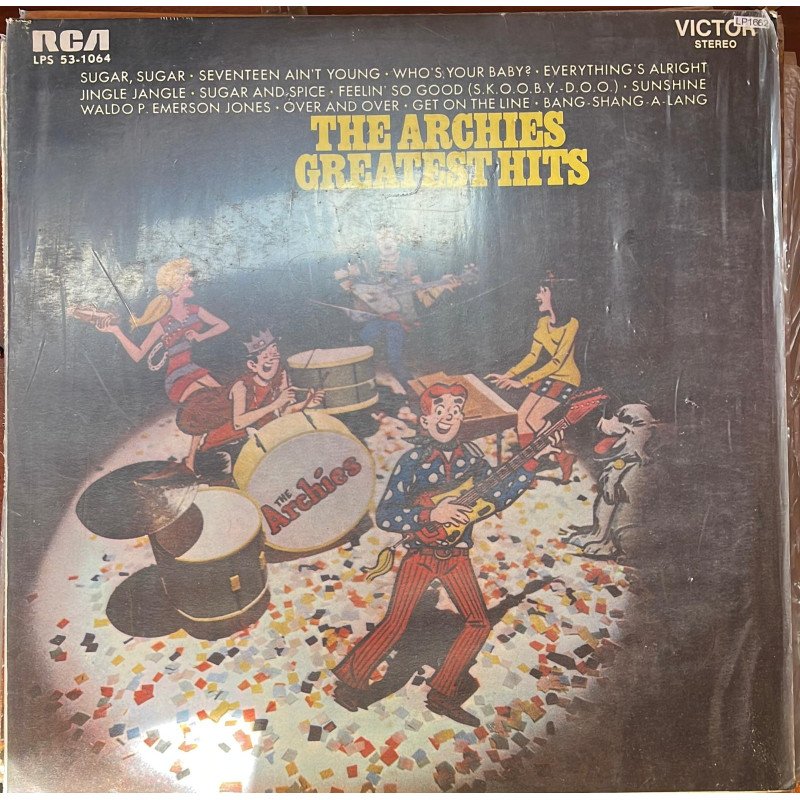 RCA
LPS 53-1064
VICTOR
STEREO
LP1662
SUGAR, SUGAR • SEVENTEEN AIN'T YOUNG • WHO'S YOUR BABY? • EVERYTHING'S ALRIGHT
JINGLE JANGLE • SUGAR AND SPICE • FEELIN' SO GOOD (S.K.O.O.B.Y.-D.O.O.) • SUNSHINE
WALDO P. EMERSON JONES • OVER AND OVER • GET ON THE LINE • BANG-SHANG-A-LANG
THE ARCHIES
GREATEST HITS
THE
Archies